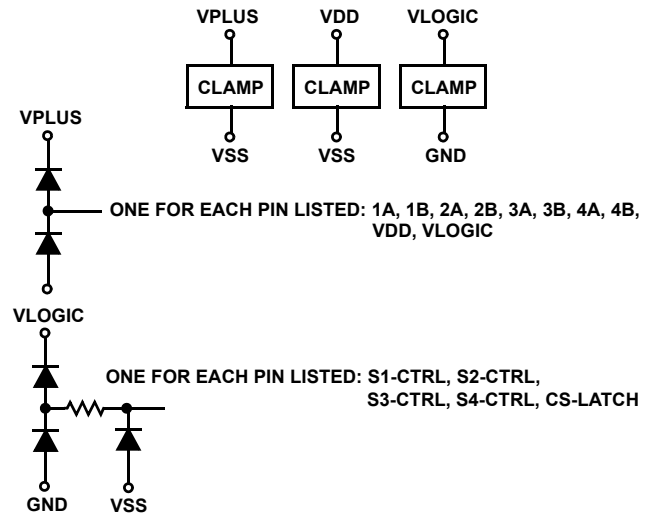 VPLUS VDD VLOGIC
CLAMP CLAMP CLAMP
VSS VSS GND
VPLUS
ONE FOR EACH PIN LISTED: 1A, 1B, 2A, 2B, 3A, 3B, 4A, 4B,
VDD, VLOGIC
VLOGIC
ONE FOR EACH PIN LISTED: S1-CTRL, S2-CTRL,
S3-CTRL, S4-CTRL, CS-LATCH
GND VSS